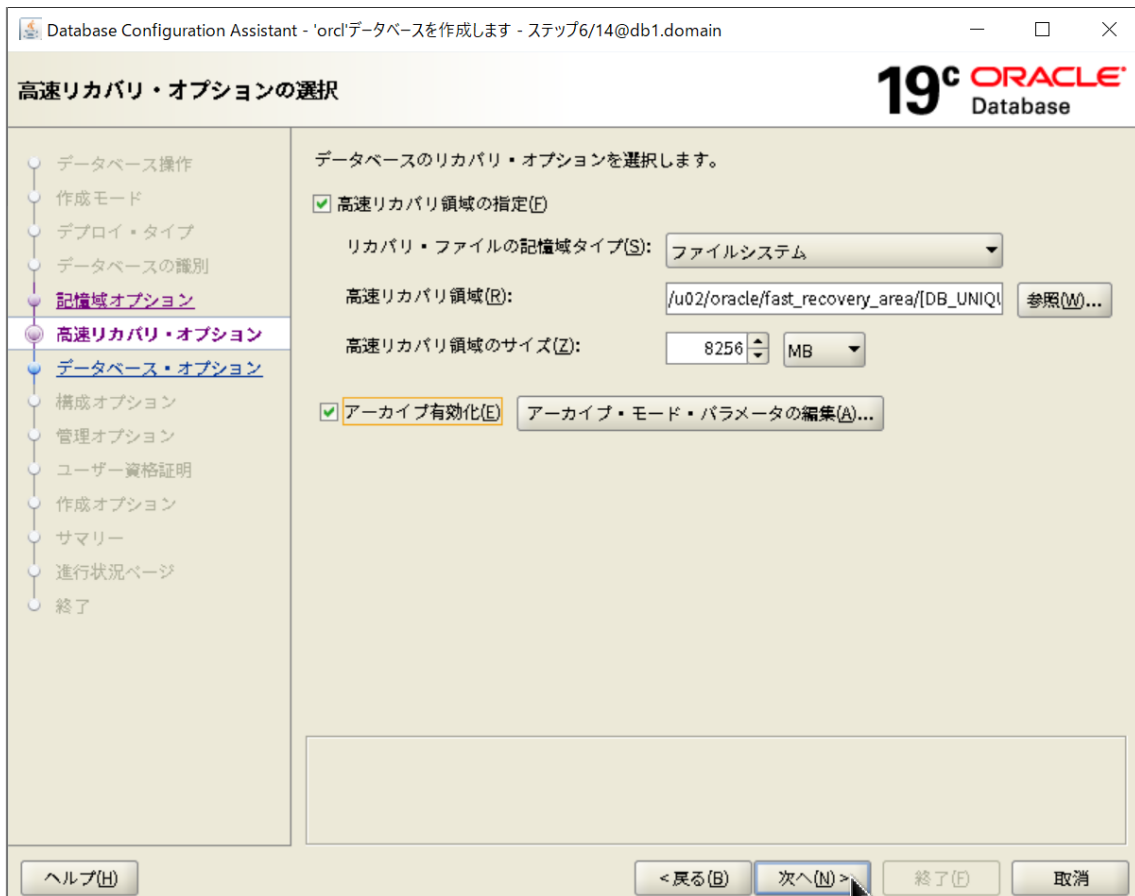 Database Configuration Assistant - 'orcl'データベースを作成します - ステップ6/14@db1.domain
高速リカバリ・オプションの選択
19c ORACLE Database
データベース操作
作成モード
デプロイ・タイプ
データベースの識別
記憶域オプション
高速リカバリ・オプション
データベース・オプション
構成オプション
管理オプション
ユーザー資格証明
作成オプション
サマリー
進行状況ページ
終了
データベースのリカバリ・オプションを選択します。
高速リカバリ領域の指定(F)
リカバリ・ファイルの記憶域タイプ(S): ファイルシステム
高速リカバリ領域(R): /u02/oracle/fast_recovery_area/[DB_UNIQU 参照(W)...
高速リカバリ領域のサイズ(Z): 8256 MB
アーカイブ有効化(E) アーカイブ・モード・パラメータの編集(A)...
ヘルプ(H) <戻る(B) 次へ(N)> 終了(F) 取消